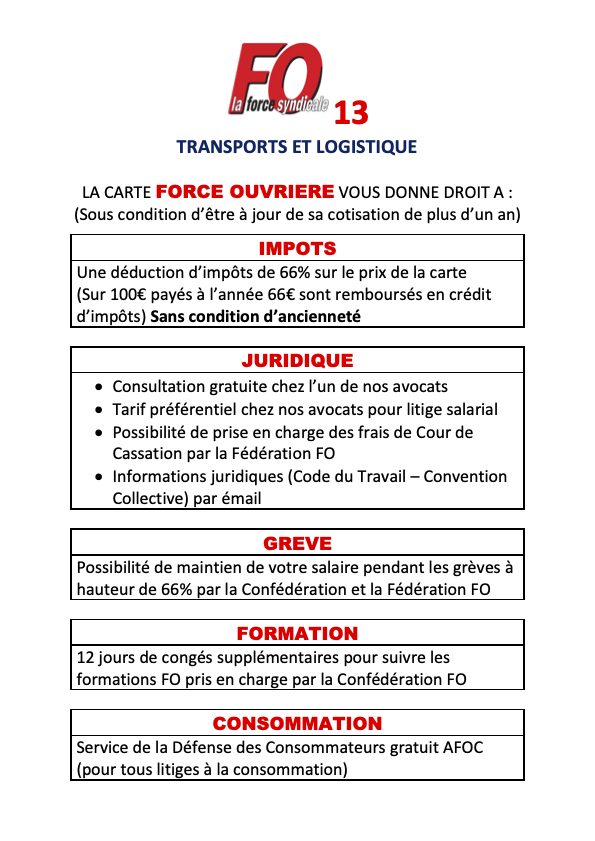 FO
la force syndicale
13
TRANSPORTS ET LOGISTIQUE
LA CARTE FORCE OUVRIERE VOUS DONNE DROIT A :
(Sous condition d’être à jour de sa cotisation de plus d’un an)
IMPOTS
Une déduction d’impôts de 66% sur le prix de la carte
(Sur 100€ payés à l’année 66€ sont remboursés en crédit
d’impôts) Sans condition d’ancienneté
JURIDIQUE
• Consultation gratuite chez l’un de nos avocats
• Tarif préférentiel chez nos avocats pour litige salarial
• Possibilité de prise en charge des frais de Cour de
Cassation par la Fédération FO
• Informations juridiques (Code du Travail – Convention
Collective) par émail
GREVE
Possibilité de maintien de votre salaire pendant les grèves à
hauteur de 66% par la Confédération et la Fédération FO
FORMATION
12 jours de congés supplémentaires pour suivre les
formations FO pris en charge par la Confédération FO
CONSOMMATION
Service de la Défense des Consommateurs gratuit AFOC
(pour tous litiges à la consommation)